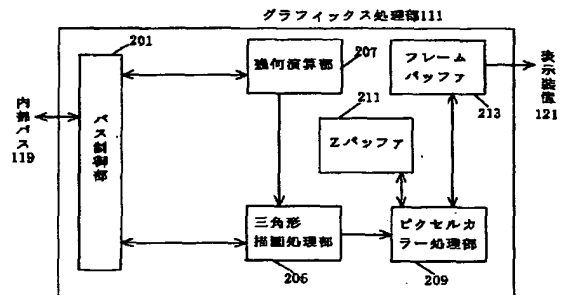 グラフィックス処理部111
201
207
幾何演算部
フレーム
バッファ
表示装置
121
213
211
Zバッファ
内部バス
119
バス制御部
三角形
描画処理部
ピクセルカ
ラー処理部
205
209